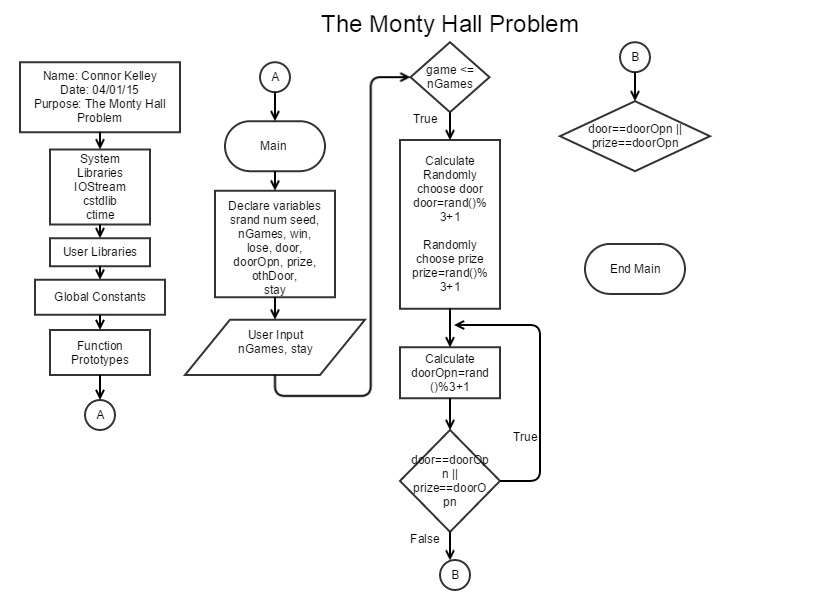 The Monty Hall Problem
Name: Connor Kelley
Date: 04/01/15
Purpose: The Monty Hall
Problem
System
Libraries
IOStream
cstdlib
ctime
User Libraries
Global Constants
Function
Prototypes
A
A
Main
Declare variables
srand num seed,
nGames, win,
lose, door,
doorOpn, prize,
othDoor,
stay
User Input
nGames, stay
game <=
nGames
True
Calculate
Randomly
choose door
door=rand()%
3+1
Randomly
choose prize
prize=rand()%
3+1
Calculate
doorOpn=rand
()%3+1
True
door==doorOp
n ||
prize==doorO
pn
False
B
B
door==doorOpn ||
prize==doorOpn
End Main